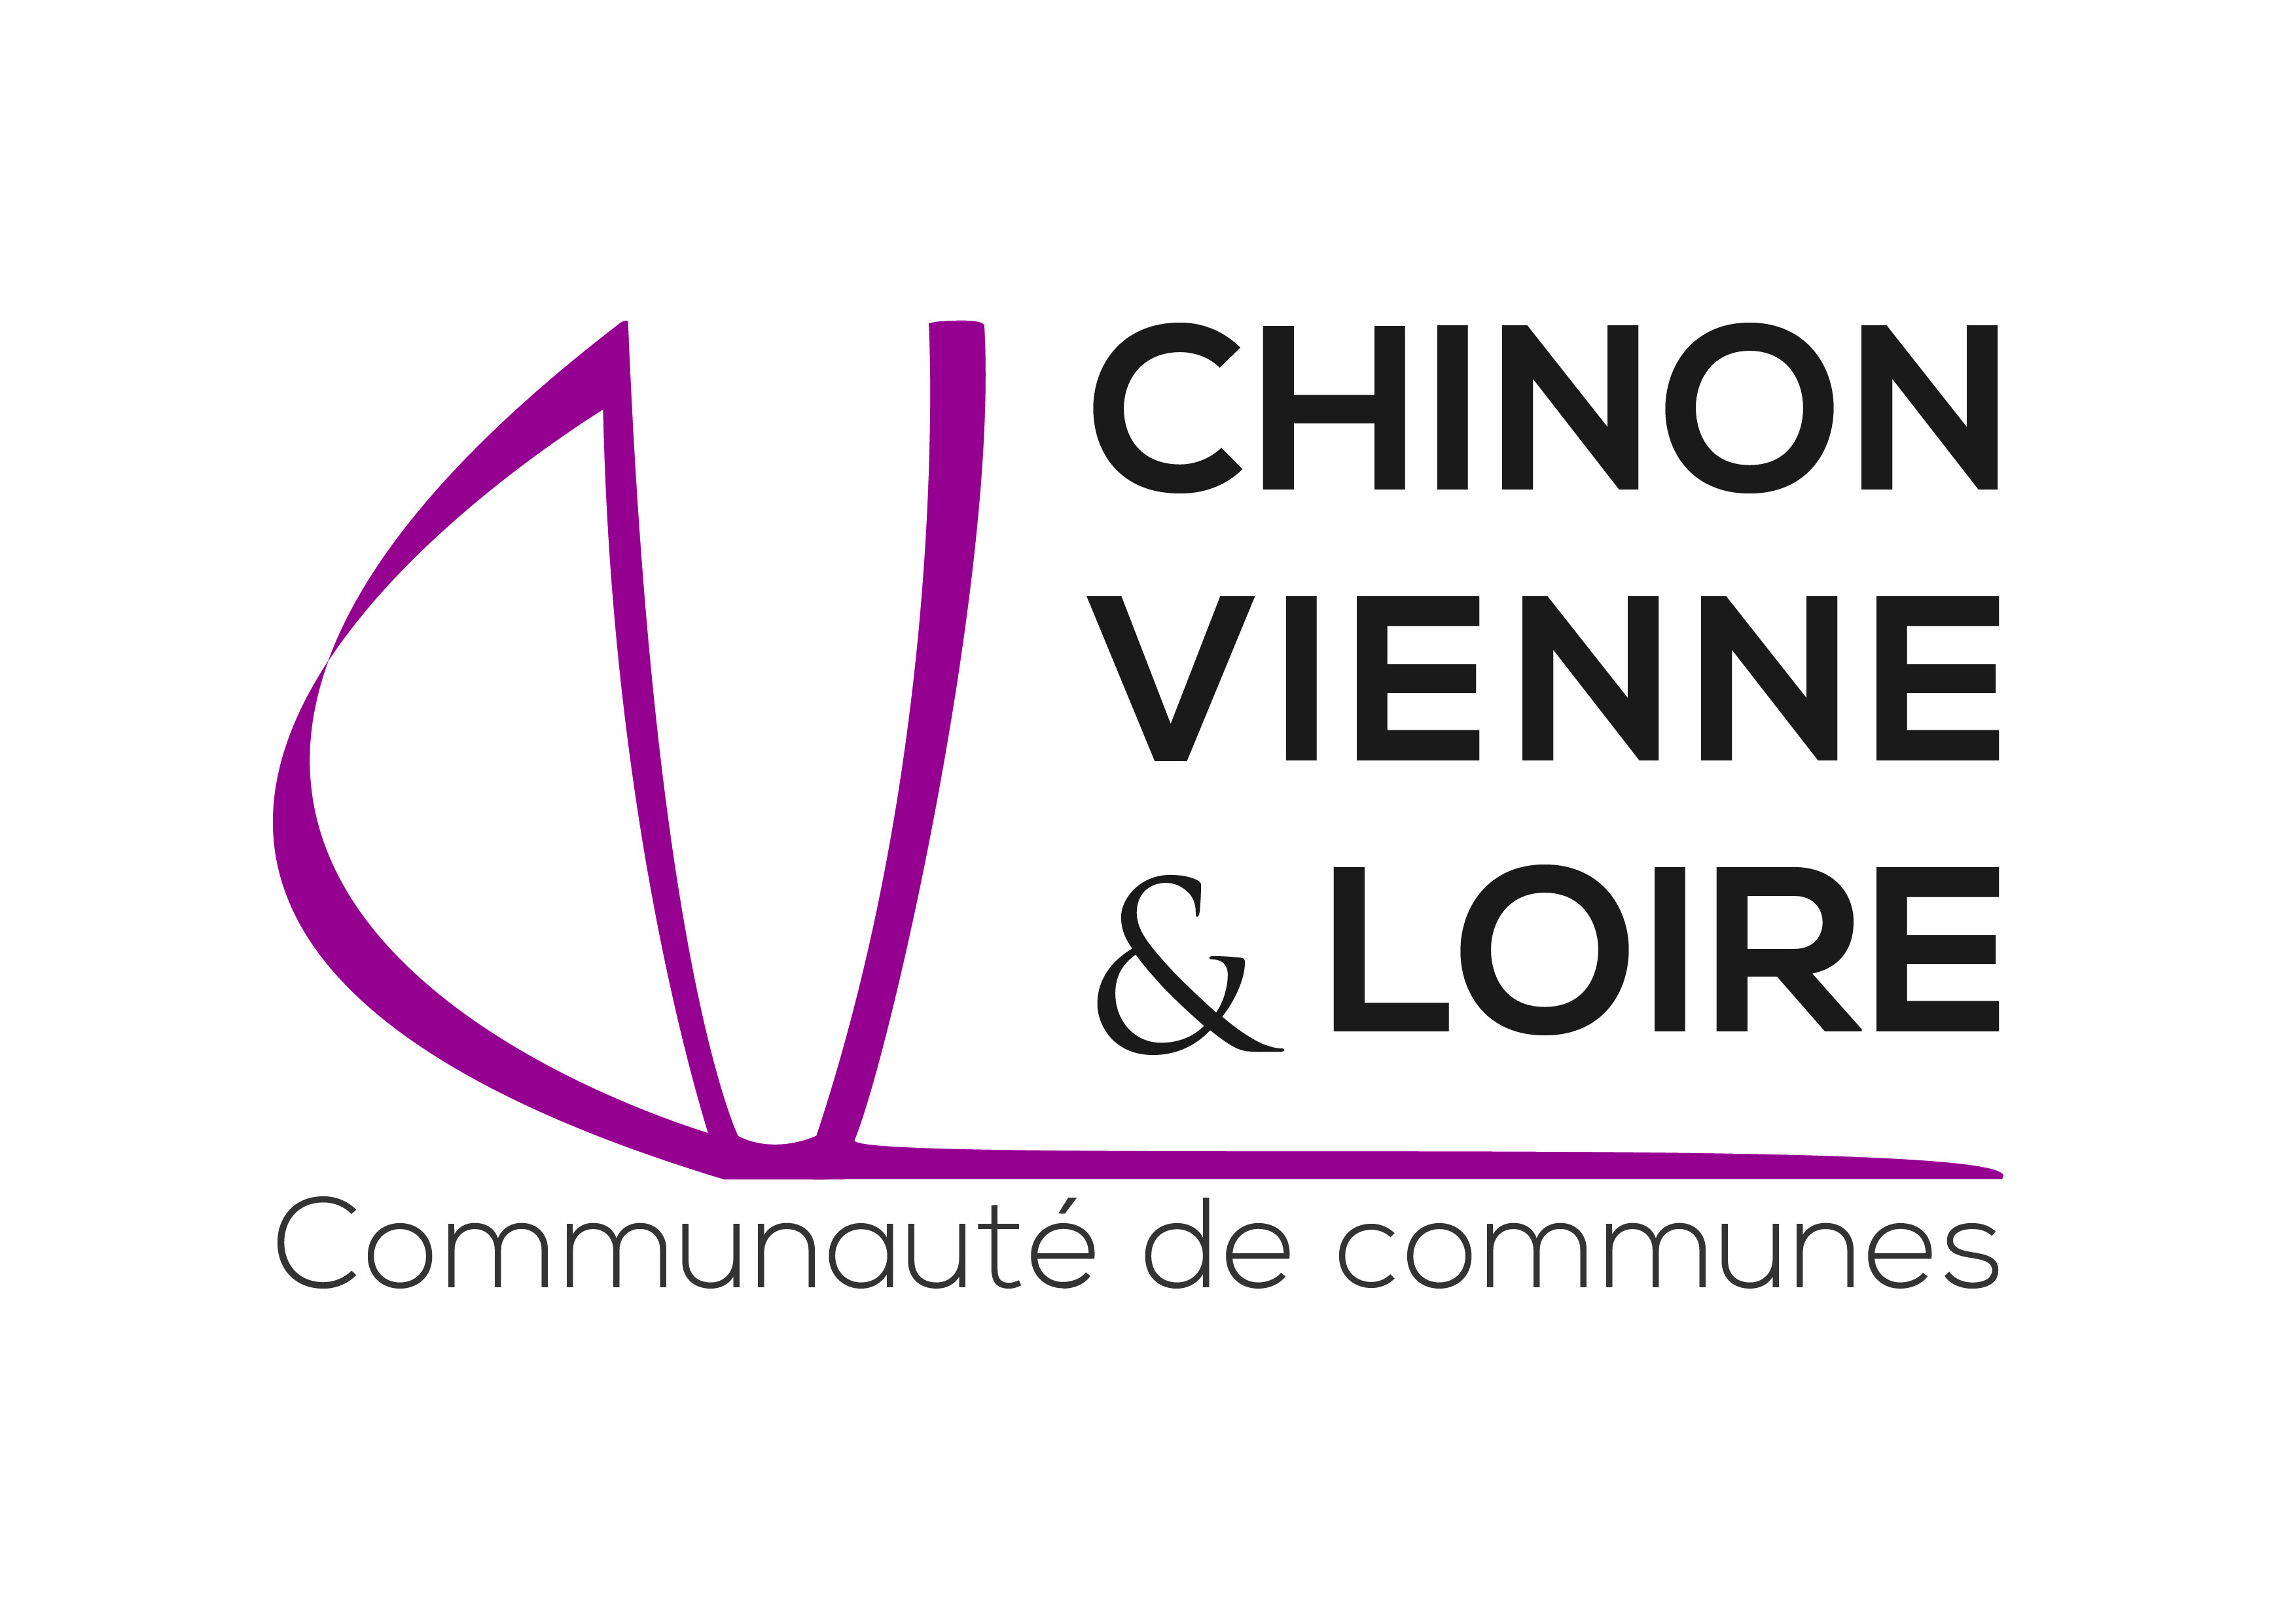 CHINON
VIENNE
& LOIRE
Communauté de communes